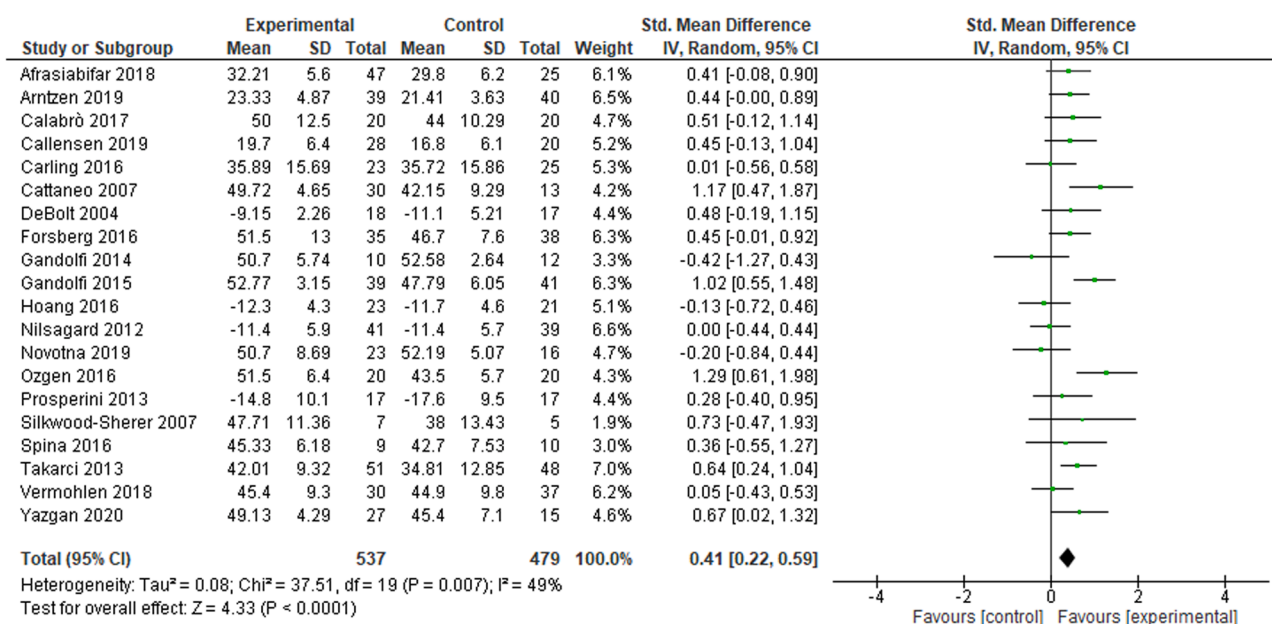 Experimental Control Std. Mean Difference Std. Mean Difference
Study or Subgroup Mean SD Total Mean SD Total Weight IV, Random, 95% CI IV, Random, 95% CI
Afrasiabifar 2018 32.21 5.6 47 29.8 6.2 25 6.1% 0.41 [-0.08, 0.90]
Arntzen 2019 23.33 4.87 39 21.41 3.63 40 6.5% 0.44 [-0.00, 0.89]
Calabrò 2017 50 12.5 20 44 10.29 20 4.7% 0.51 [-0.12, 1.14]
Callensen 2019 19.7 6.4 28 16.8 6.1 20 5.2% 0.45 [-0.13, 1.04]
Carling 2016 35.89 15.69 23 35.72 15.86 25 5.3% 0.01 [-0.56, 0.58]
Cattaneo 2007 49.72 4.65 30 42.15 9.29 13 4.2% 1.17 [0.47, 1.87]
DeBolt 2004 -9.15 2.26 18 -11.1 5.21 17 4.4% 0.48 [-0.19, 1.15]
Forsberg 2016 51.5 13 35 46.7 7.6 38 6.3% 0.45 [-0.01, 0.92]
Gandolfi 2014 50.7 5.74 10 52.58 2.64 12 3.3% -0.42 [-1.27, 0.43]
Gandolfi 2015 52.77 3.15 39 47.79 6.05 41 6.3% 1.02 [0.55, 1.48]
Hoang 2016 -12.3 4.3 23 -11.7 4.6 21 5.1% -0.13 [-0.72, 0.46]
Nilsagard 2012 -11.4 5.9 41 -11.4 5.7 39 6.6% 0.00 [-0.44, 0.44]
Novotna 2019 50.7 8.69 23 52.19 5.07 16 4.7% -0.20 [-0.84, 0.44]
Ozgen 2016 51.5 6.4 20 43.5 5.7 20 4.3% 1.29 [0.61, 1.98]
Prosperini 2013 -14.8 10.1 17 -17.6 9.5 17 4.4% 0.28 [-0.40, 0.95]
Silkwood-Sherer 2007 47.71 11.36 7 38 13.43 5 1.9% 0.73 [-0.47, 1.93]
Spina 2016 45.33 6.18 9 42.7 7.53 10 3.0% 0.36 [-0.55, 1.27]
Takarci 2013 42.01 9.32 51 34.81 12.85 48 7.0% 0.64 [0.24, 1.04]
Vermohlen 2018 45.4 9.3 30 44.9 9.8 37 6.2% 0.05 [-0.43, 0.53]
Yazgan 2020 49.13 4.29 27 45.4 7.1 15 4.6% 0.67 [0.02, 1.32]
Total (95% CI) 537 479 100.0% 0.41 [0.22, 0.59]
Heterogeneity: Tau² = 0.08; Chi² = 37.51, df = 19 (P = 0.007); I² = 49%
Test for overall effect: Z = 4.33 (P < 0.0001)
-4 -2 0 2 4
Favours [control] Favours [experimental]